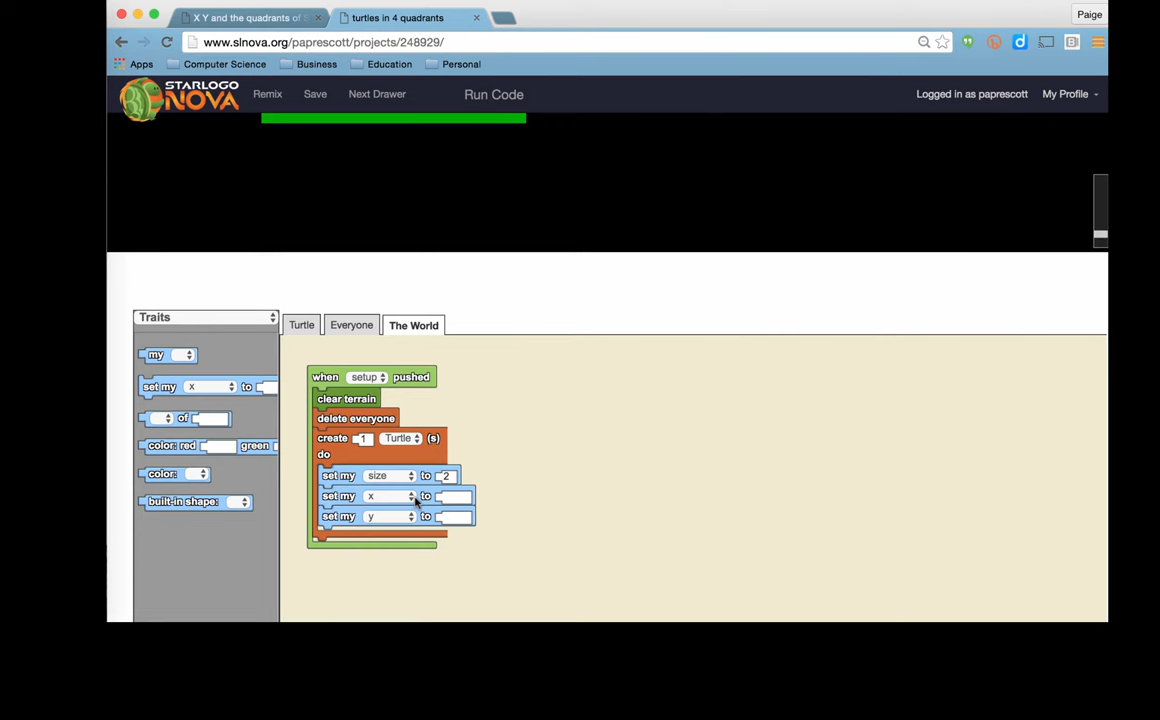 X Y and the quadrants of
turtles in 4 quadrants
Paige
www.slnova.org/paprescott/projects/248929/
Apps
Computer Science
Business
Education
Personal
STARLOGO
NOVA
Remix
Save
Next Drawer
Run Code
Logged in as paprescott
My Profile
Traits
Turtle
Everyone
The World
my
set my x to
of
color: red green
color:
built-in shape:
when setup pushed
clear terrain
delete everyone
create 1 Turtle (s)
do
set my size to 2
set my x to
set my y to